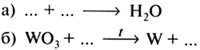 а) ... + ... ⟶ H₂O
б) WO₃ + ... —t→ W + ...